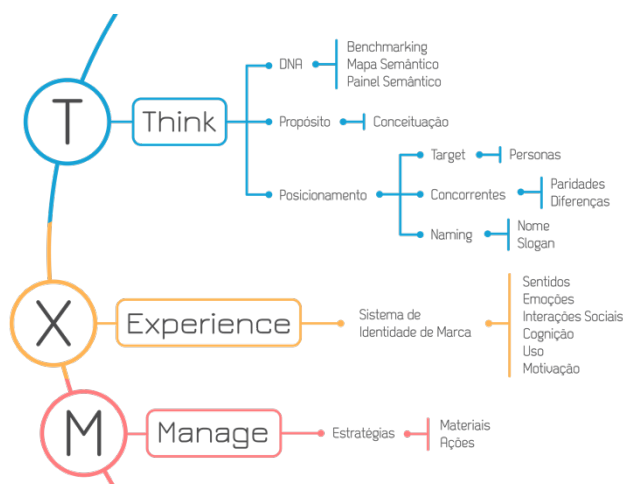 T
Think
DNA
Benchmarking
Mapa Semântico
Painel Semântico
Propósito
Conceituação
Posicionamento
Target
Personas
Concorrentes
Paridades
Diferenças
Naming
Nome
Slogan
X
Experience
Sistema de
Identidade de Marca
Sentidos
Emoções
Interações Sociais
Cognição
Uso
Motivação
M
Manage
Estratégias
Materiais
Ações